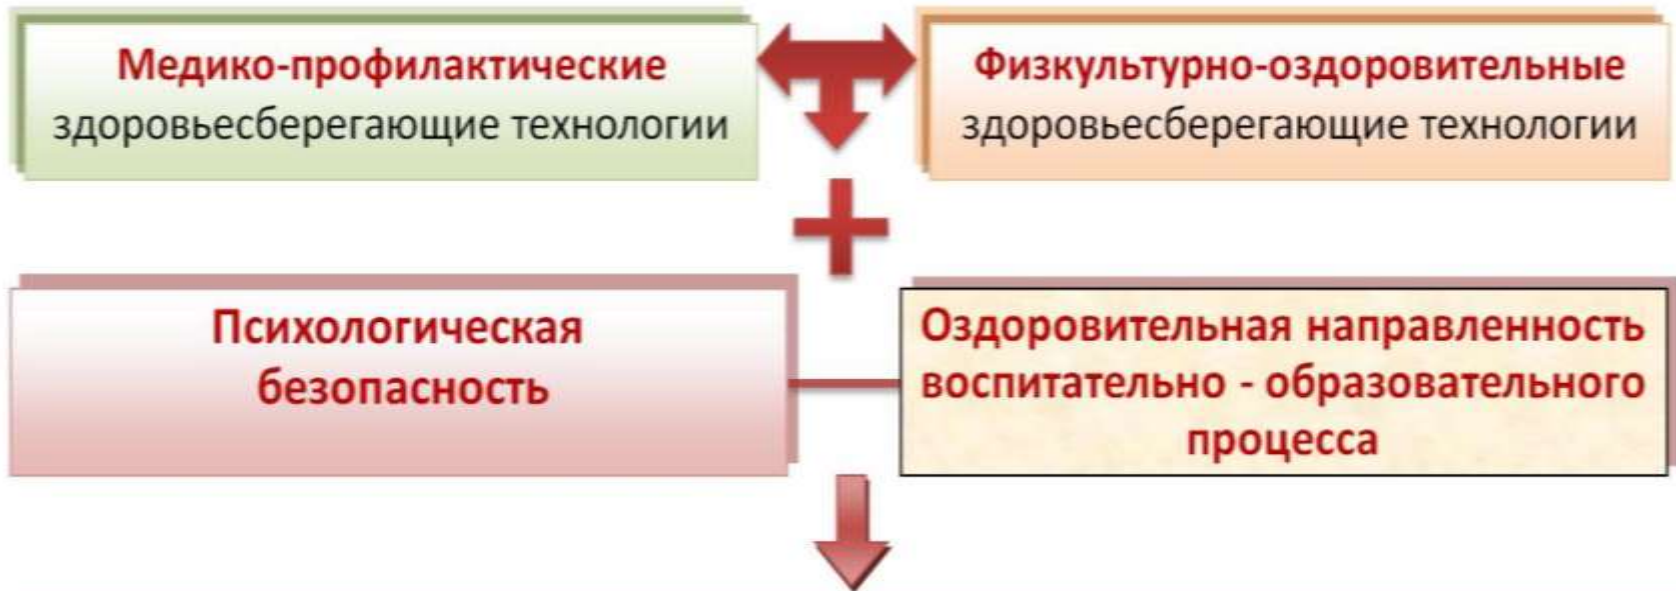 Медико-профилактические
здоровьесберегающие технологии
Физкультурно-оздоровительные
здоровьесберегающие технологии
Психологическая
безопасность
Оздоровительная направленность
воспитательно - образовательного
процесса